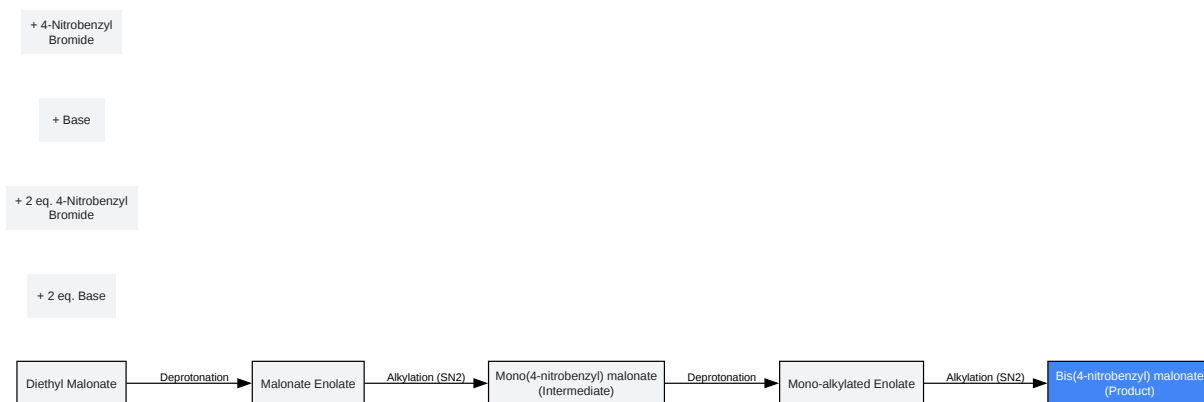 + 4-Nitrobenzyl
Bromide
+ Base
+ 2 eq. 4-Nitrobenzyl
Bromide
+ 2 eq. Base
Diethyl Malonate
Deprotonation
Malonate Enolate
Alkylation (SN2)
Mono(4-nitrobenzyl) malonate
(Intermediate)
Deprotonation
Mono-alkylated Enolate
Alkylation (SN2)
Bis(4-nitrobenzyl) malonate
(Product)